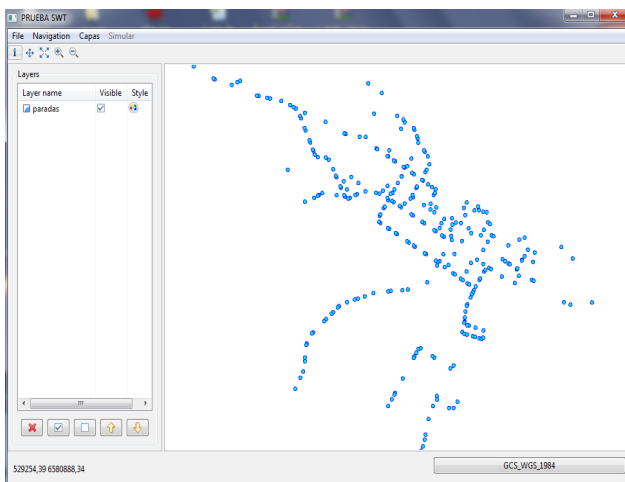 PRUEBA SWT
File Navigation Capas Simular
Layers
Layer name Visible Style
paradas
529254,39 6580888,34
GCS_WGS_1984